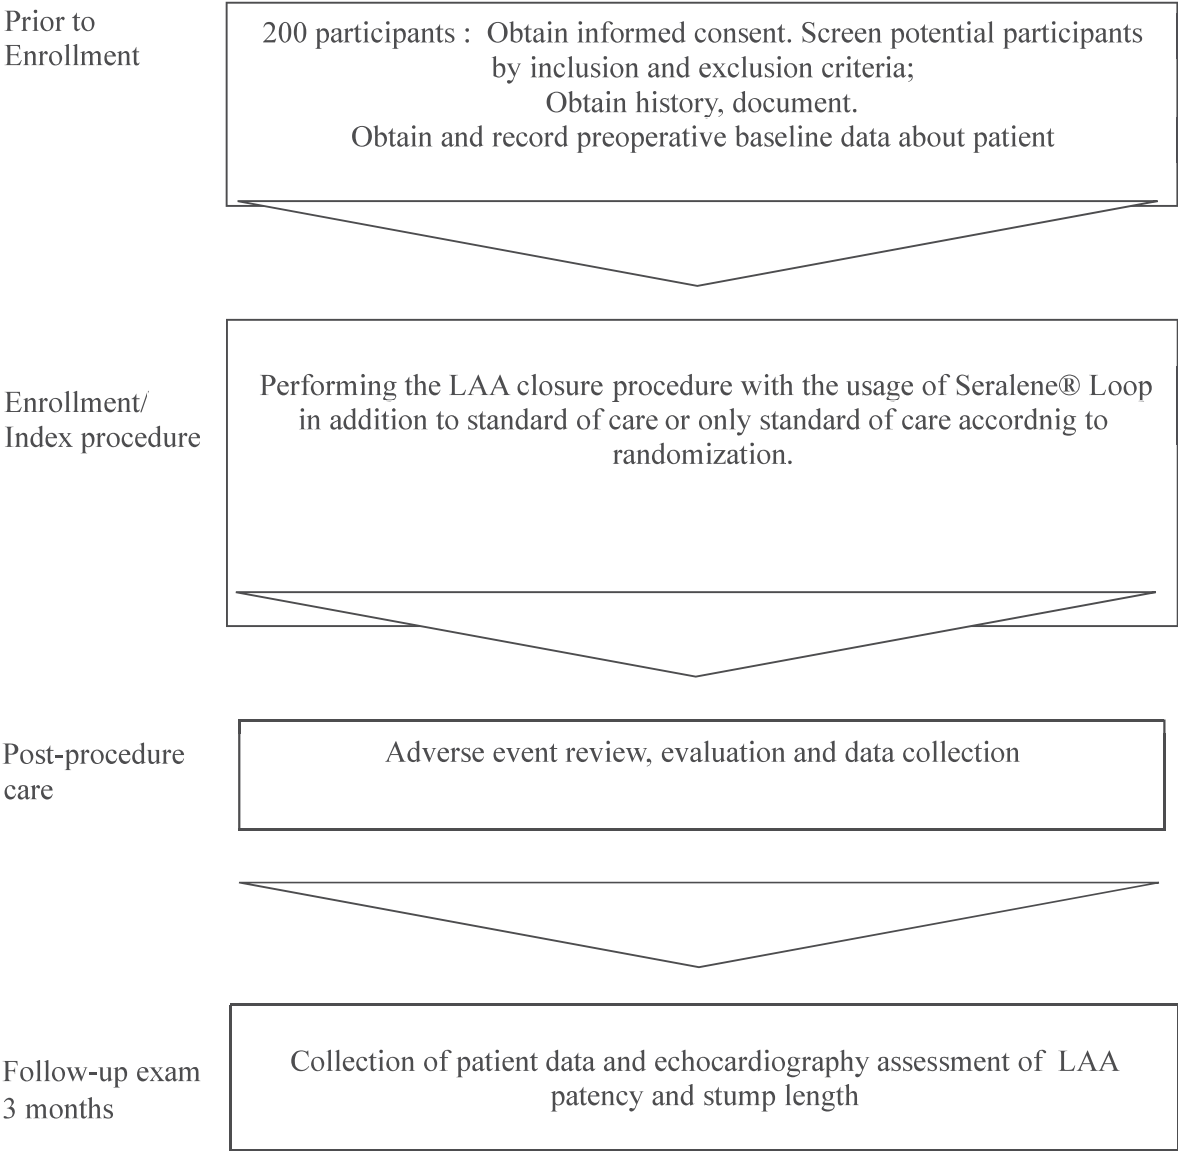 Prior to
Enrollment
200 participants :  Obtain informed consent. Screen potential participants
by inclusion and exclusion criteria;
Obtain history, document.
Obtain and record preoperative baseline data about patient
Enrollment/
Index procedure
Performing the LAA closure procedure with the usage of Seralene® Loop
in addition to standard of care or only standard of care accordnig to
randomization.
Post-procedure
care
Adverse event review, evaluation and data collection
Follow-up exam
3 months
Collection of patient data and echocardiography assessment of  LAA
patency and stump length